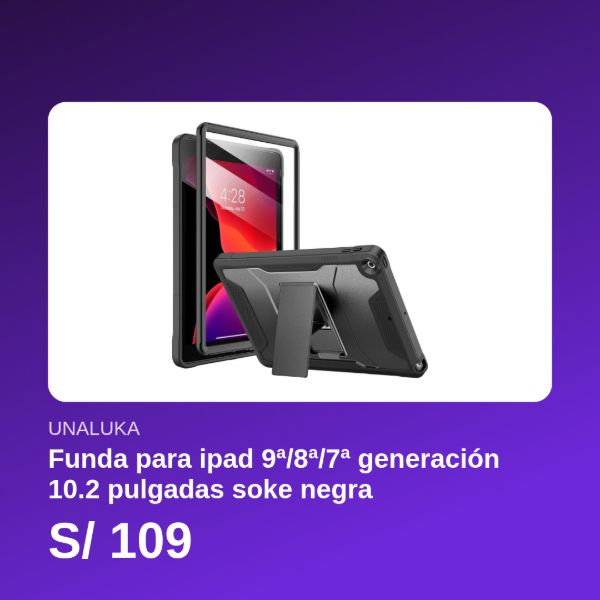 4:28
UNALUKA
Funda para ipad 9ª/8ª/7ª generación
10.2 pulgadas soke negra
S/ 109